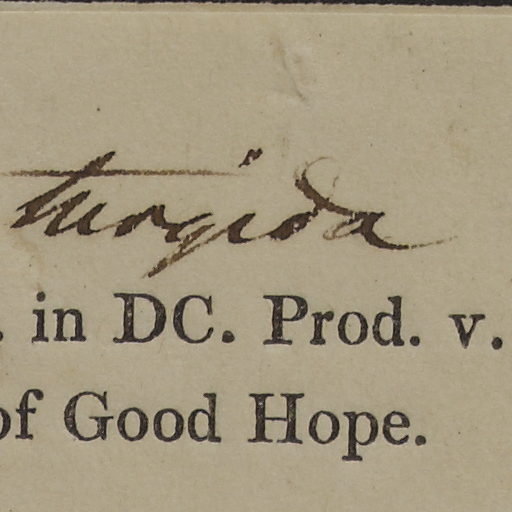 turgida
. in DC. Prod. v.
of Good Hope.